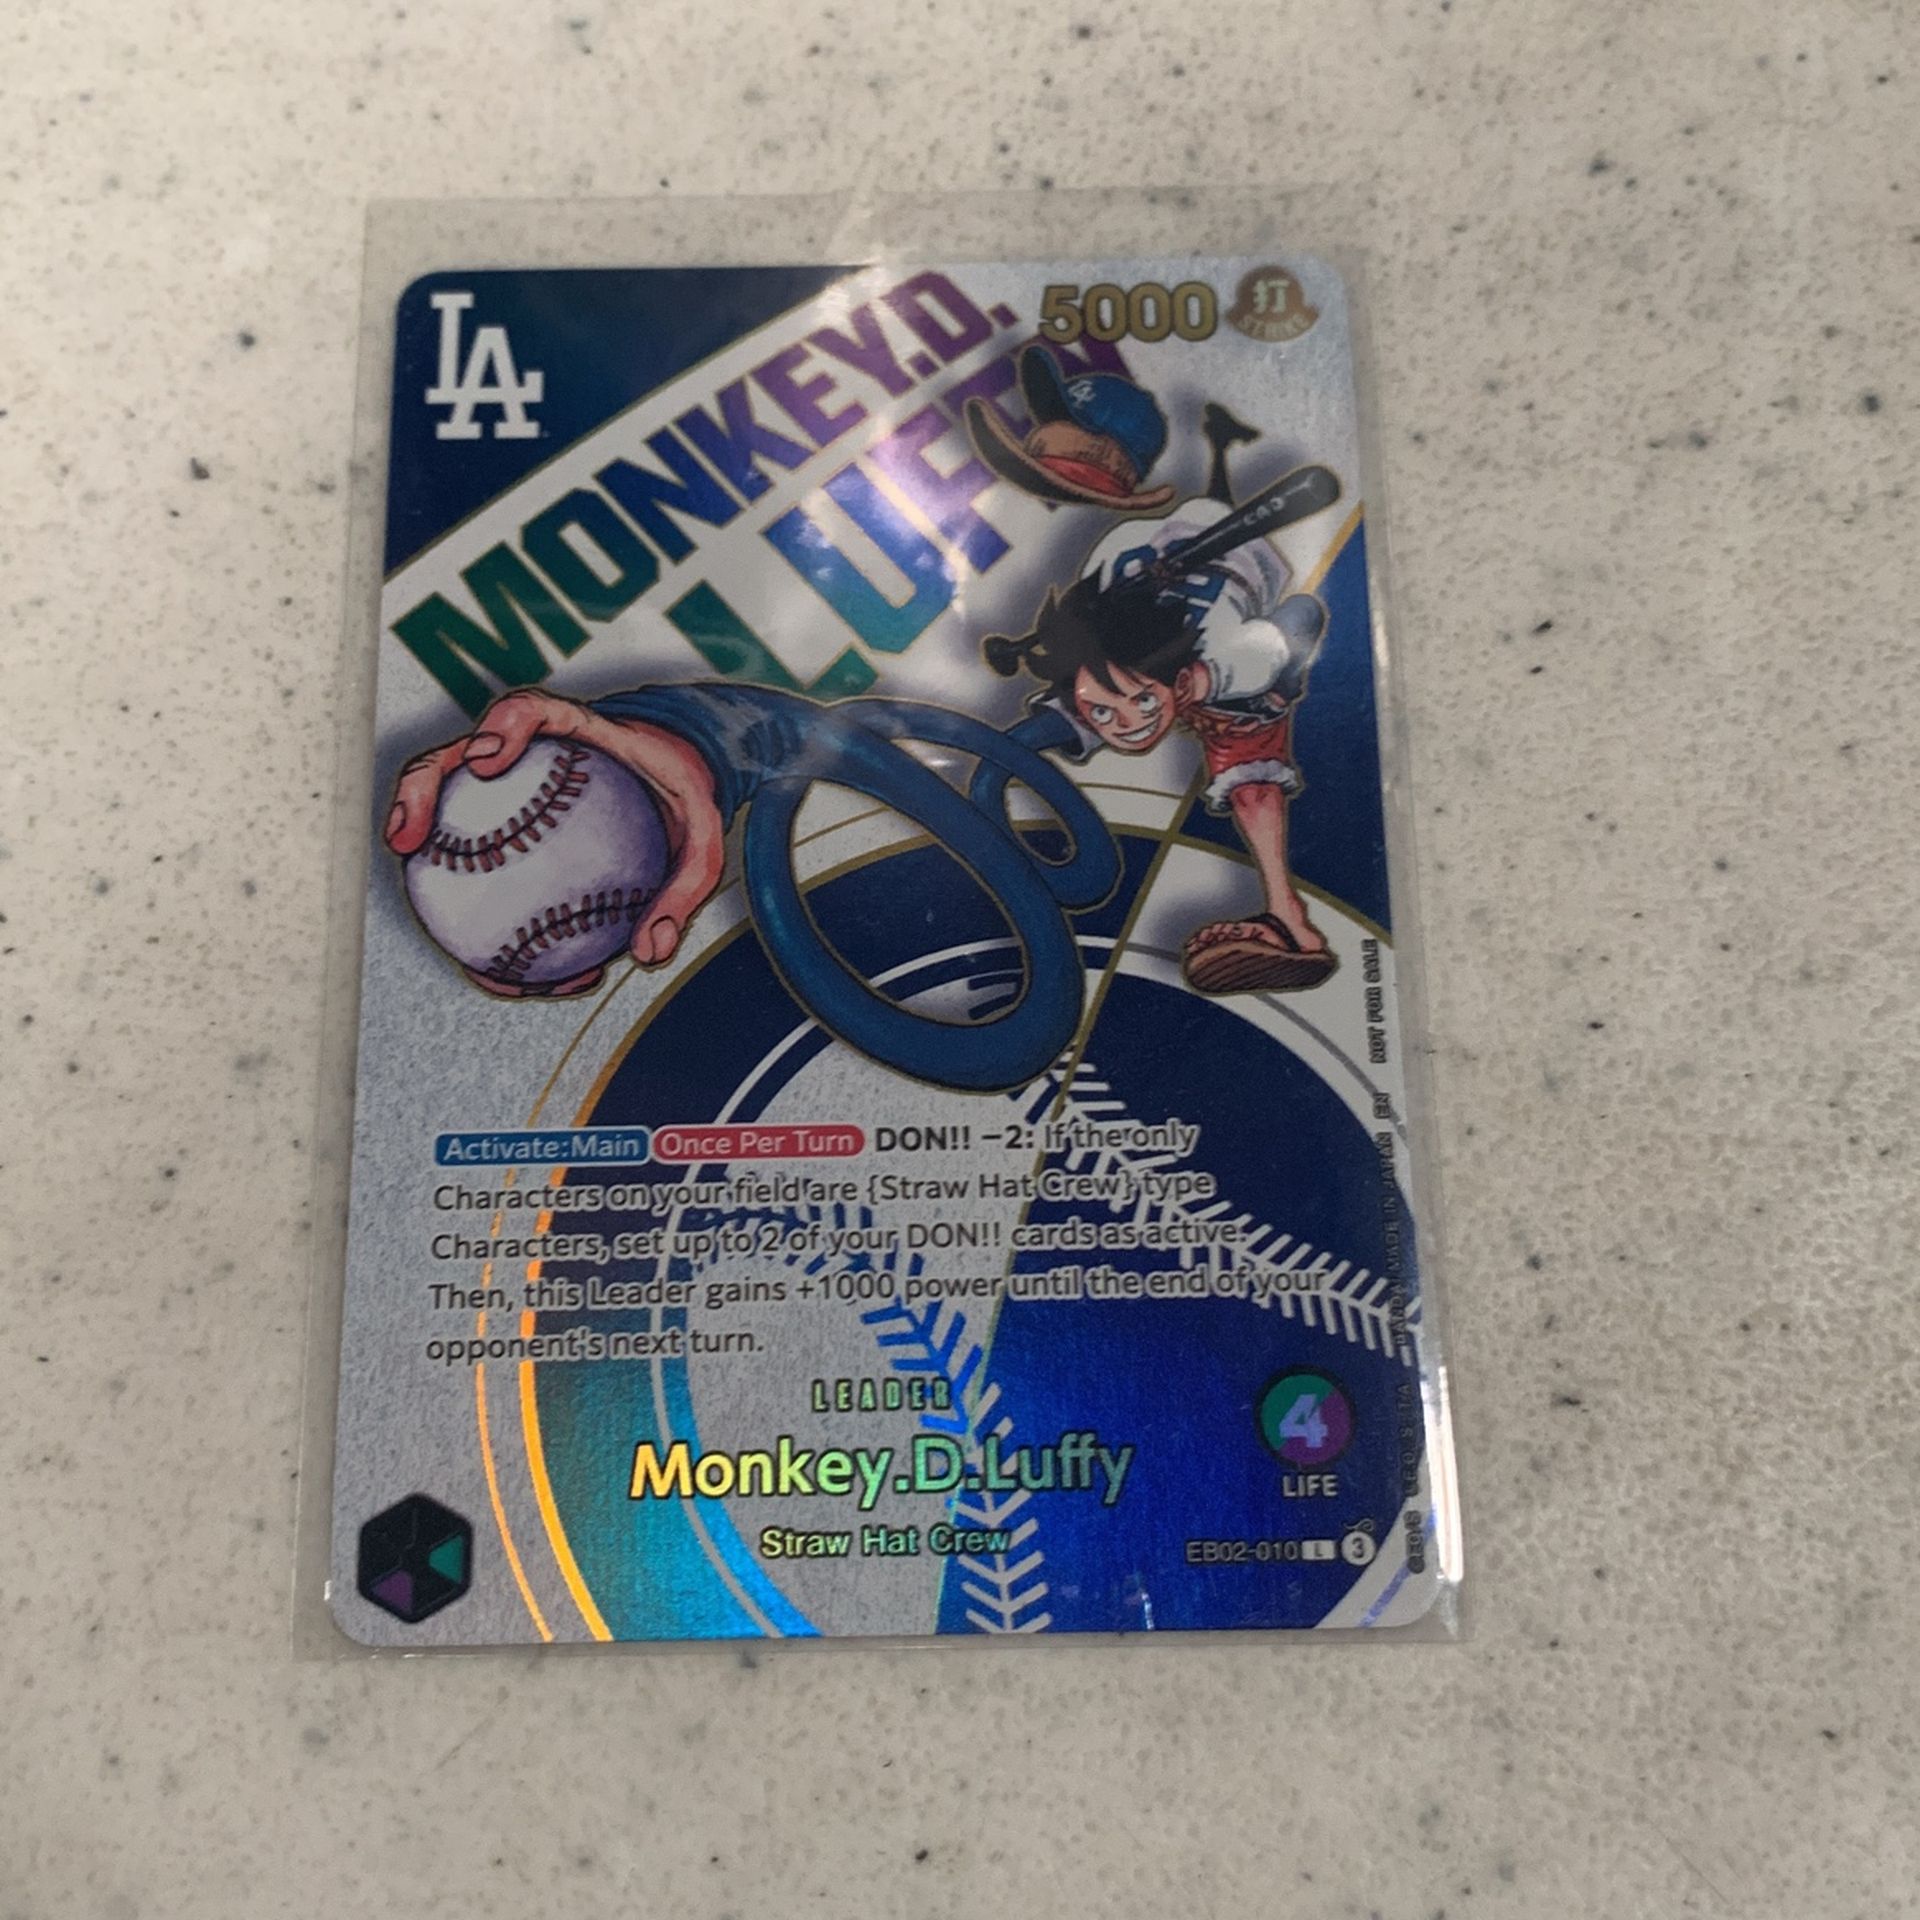 LA
MONKEY.D.
LUFFY
5000
打
STRIKE
NOT FOR SALE
EN
BANDAI MADE IN JAPAN
Activate:Main Once Per Turn DON!! −2: If the only
Characters on your field are {Straw Hat Crew} type
Characters, set up to 2 of your DON!! cards as active.
Then, this Leader gains +1000 power until the end of your
opponent's next turn.
LEADER
4
LIFE
Monkey.D.Luffy
Straw Hat Crew
EB02-010 L 3